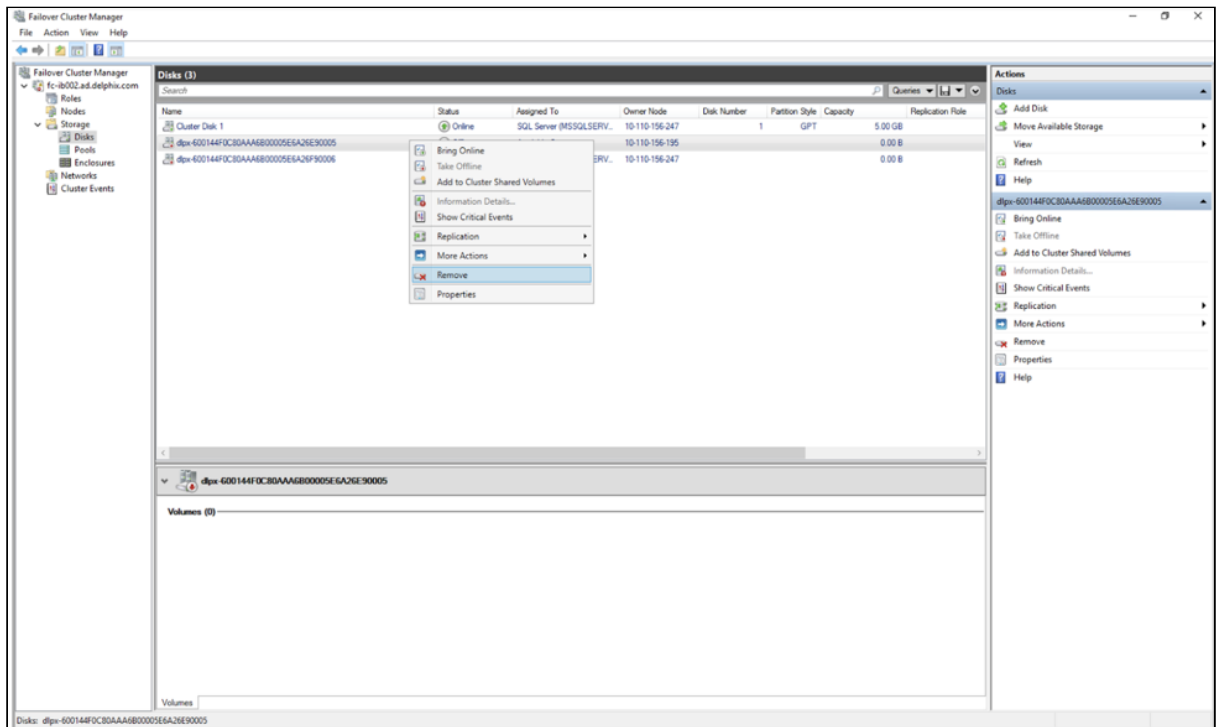 Failover Cluster Manager
File Action View Help
Failover Cluster Manager
fc-ib002.ad.delphix.com
Roles
Nodes
Storage
Disks
Pools
Enclosures
Networks
Cluster Events
Disks (3)
Search
Queries
Name Status Assigned To Owner Node Disk Number Partition Style Capacity Replication Role
Cluster Disk 1 Online SQL Server (MSSQLSERV... 10-110-156-247 1 GPT 5.00 GB
dlpx-600144F0C80AAA6B00005E6A26E90005 10-110-156-195 0.00 B
dlpx-600144F0C80AAA6B00005E6A26F90006 ERV... 10-110-156-247 0.00 B
Bring Online
Take Offline
Add to Cluster Shared Volumes
Information Details...
Show Critical Events
Replication
More Actions
Remove
Properties
dlpx-600144F0C80AAA6B00005E6A26E90005
Volumes (0)
Volumes
Actions
Disks
Add Disk
Move Available Storage
View
Refresh
Help
dlpx-600144F0C80AAA6B00005E6A26E90005
Bring Online
Take Offline
Add to Cluster Shared Volumes
Information Details...
Show Critical Events
Replication
More Actions
Remove
Properties
Help
Disks: dlpx-600144F0C80AAA6B00005E6A26E90005